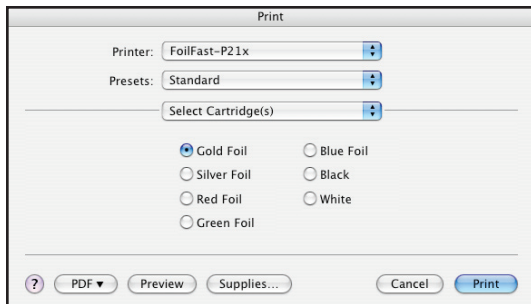 Print
Printer: FoilFast-P21x
Presets: Standard
Select Cartridge(s)
Gold Foil Blue Foil
Silver Foil Black
Red Foil White
Green Foil
? PDF ▼ Preview Supplies... Cancel Print